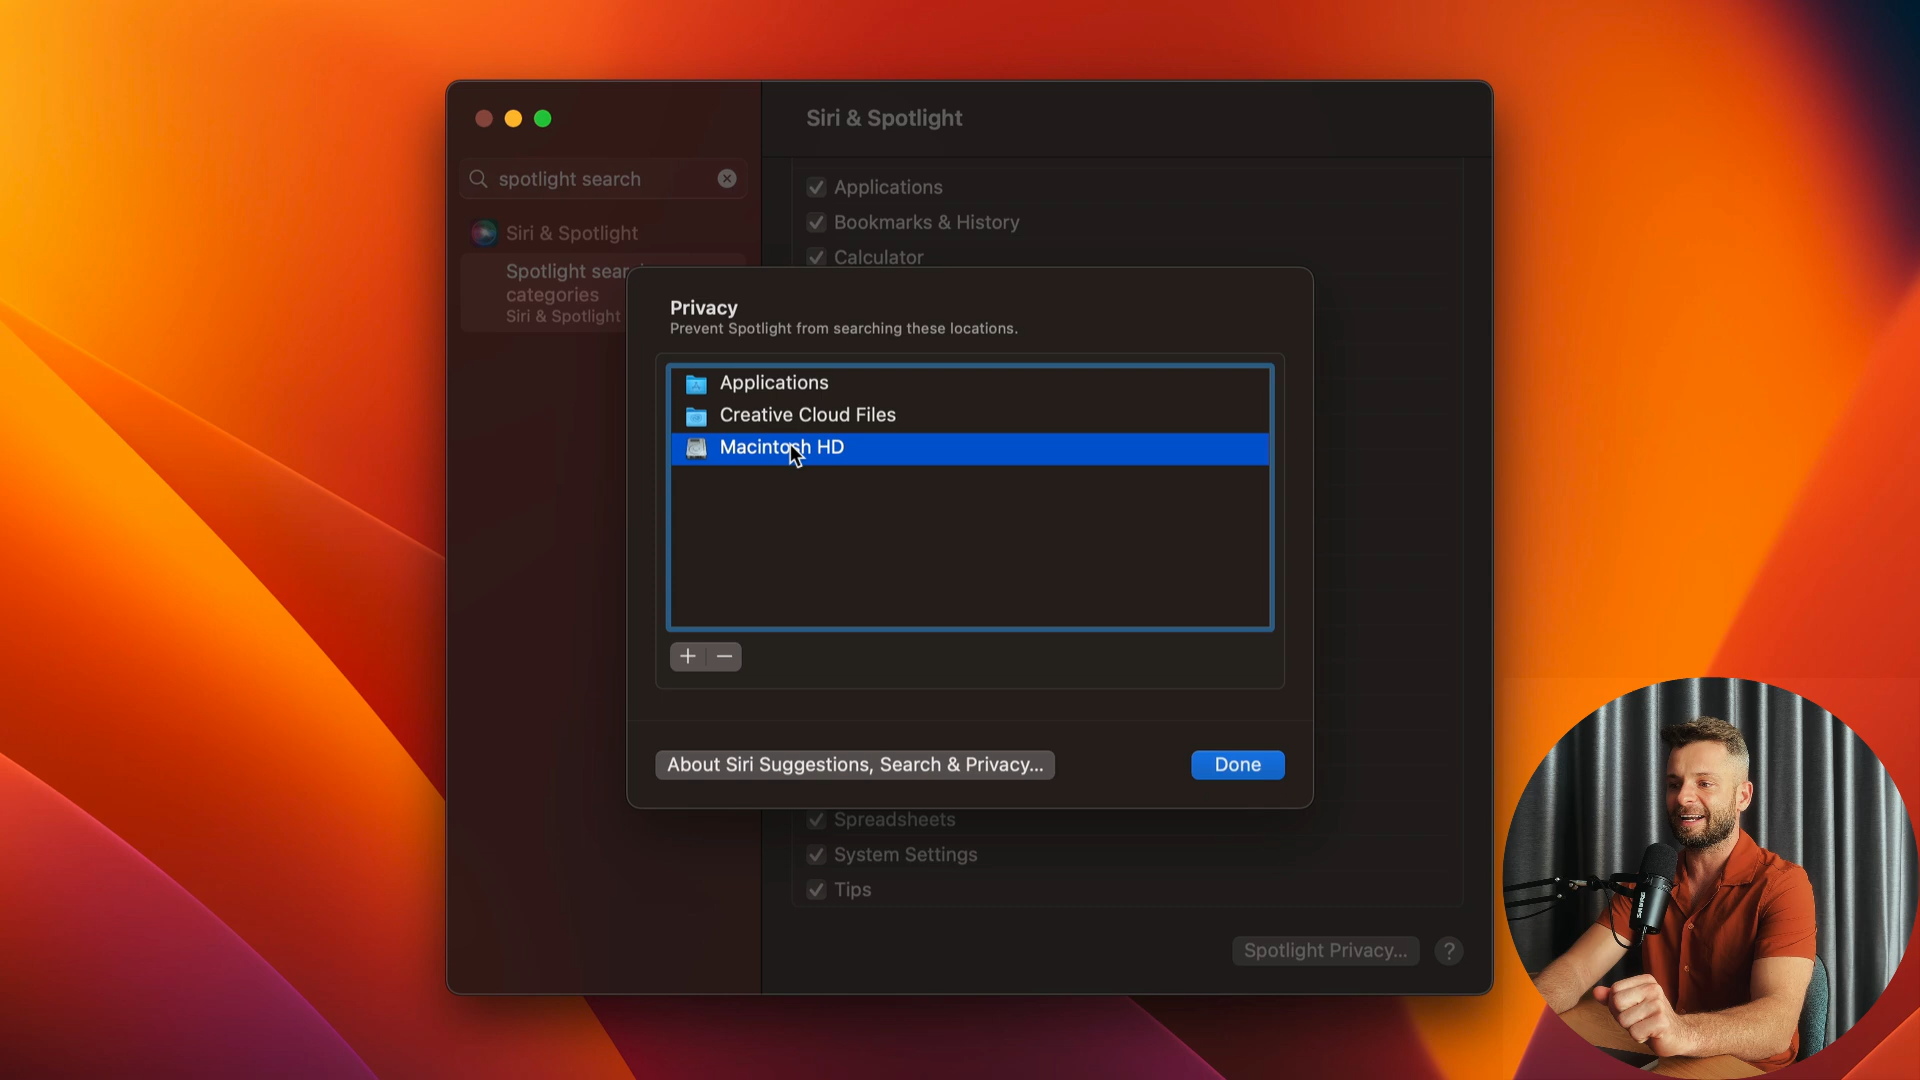 Siri & Spotlight
spotlight search
Siri & Spotlight
Spotlight sear
categories
Siri & Spotlight
Applications
Bookmarks & History
Calculator
Privacy
Prevent Spotlight from searching these locations.
Applications
Creative Cloud Files
Macintosh HD
About Siri Suggestions, Search & Privacy...
Done
Spreadsheets
System Settings
Tips
Spotlight Privacy...
?
SHURE